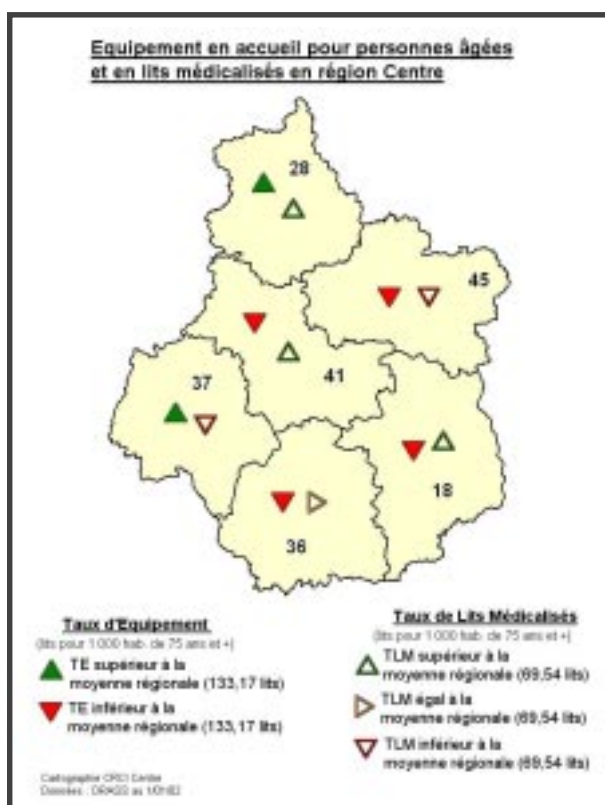 Equipement en accueil pour personnes âgées
et en lits médicalisés en région Centre
28
45
41
37
18
36
Taux d'Equipement
(lits pour 1 000 hab. de 75 ans et +)
TE supérieur à la
moyenne régionale (133,17 lits)
TE inférieur à la
moyenne régionale (133,17 lits)
Taux de Lits Médicalisés
(lits pour 1 000 hab. de 75 ans et +)
TLM supérieur à la
moyenne régionale (69,54 lits)
TLM égal à la
moyenne régionale (69,54 lits)
TLM inférieur à la
moyenne régionale (69,54 lits)
Cartographie CRCI Centre
Données : DRASS au